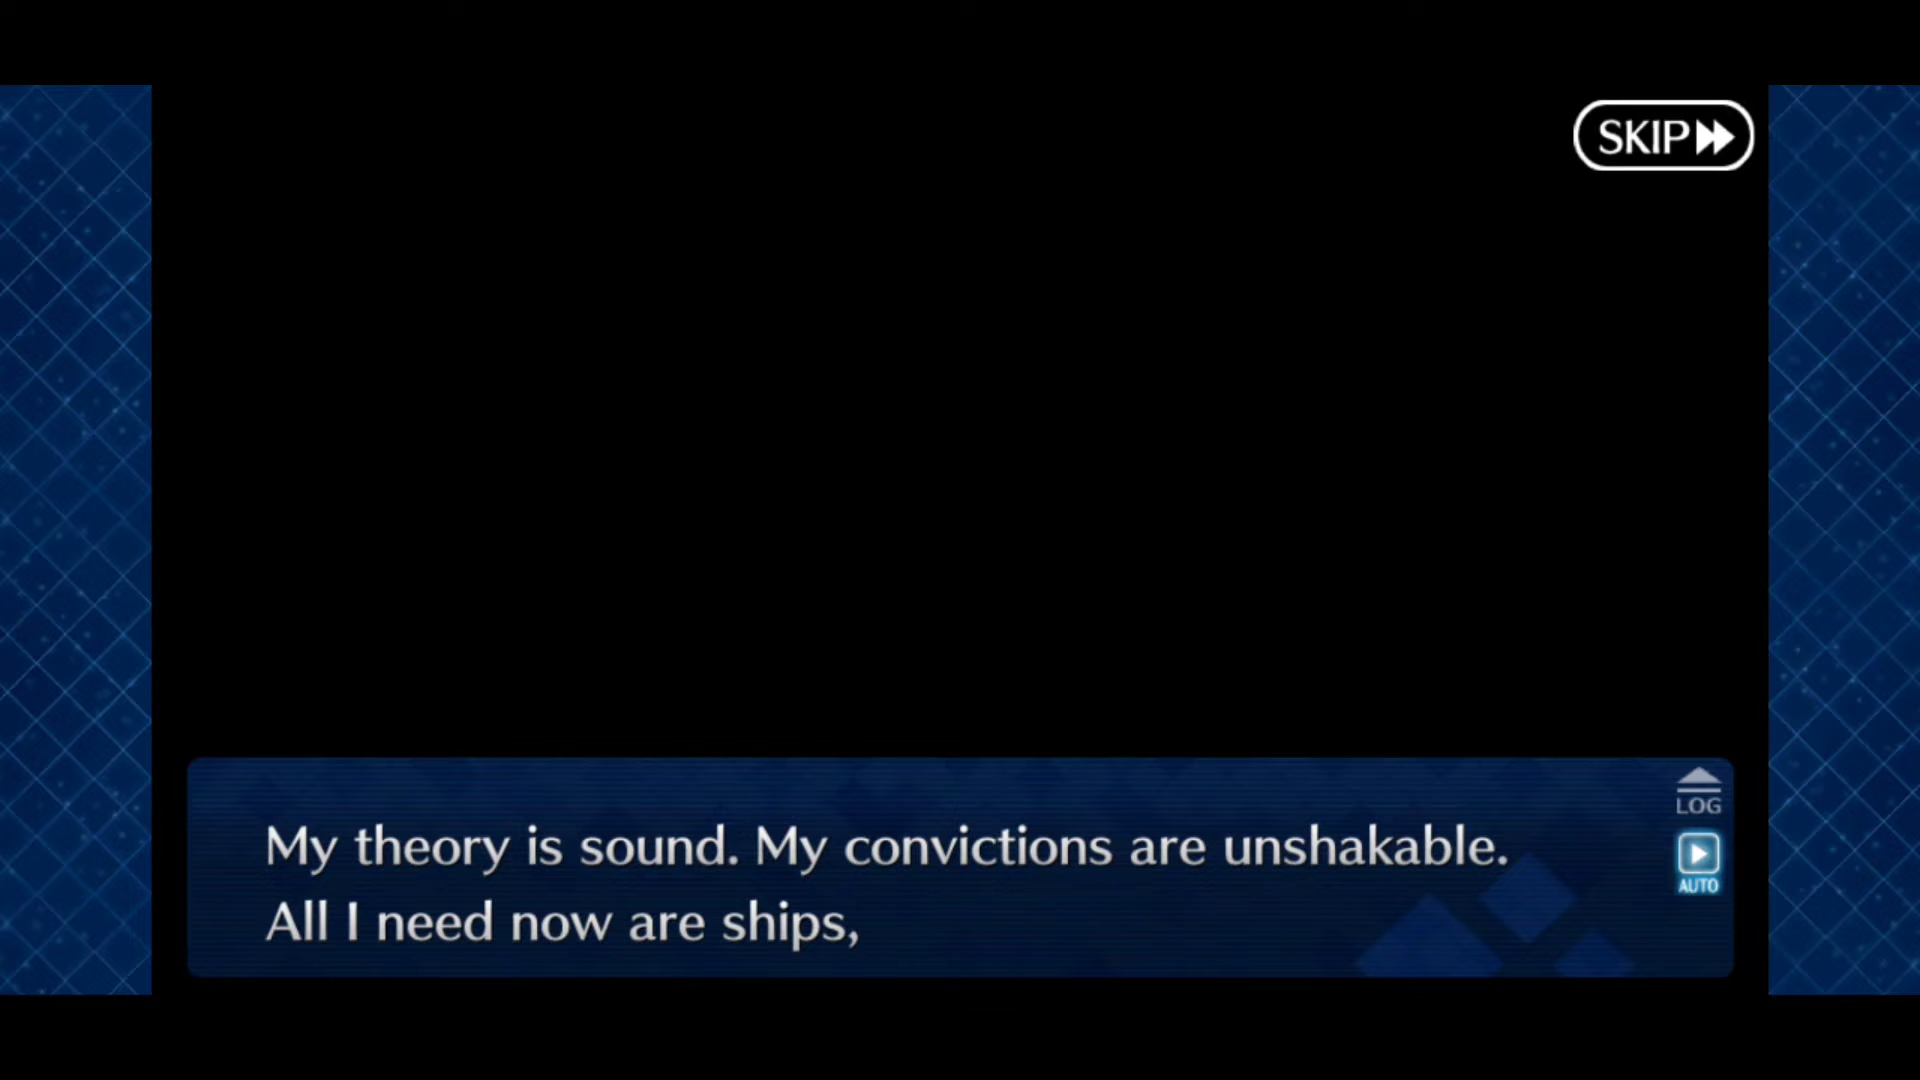 SKIP
LOG
My theory is sound. My convictions are unshakable.
AUTO
All I need now are ships,